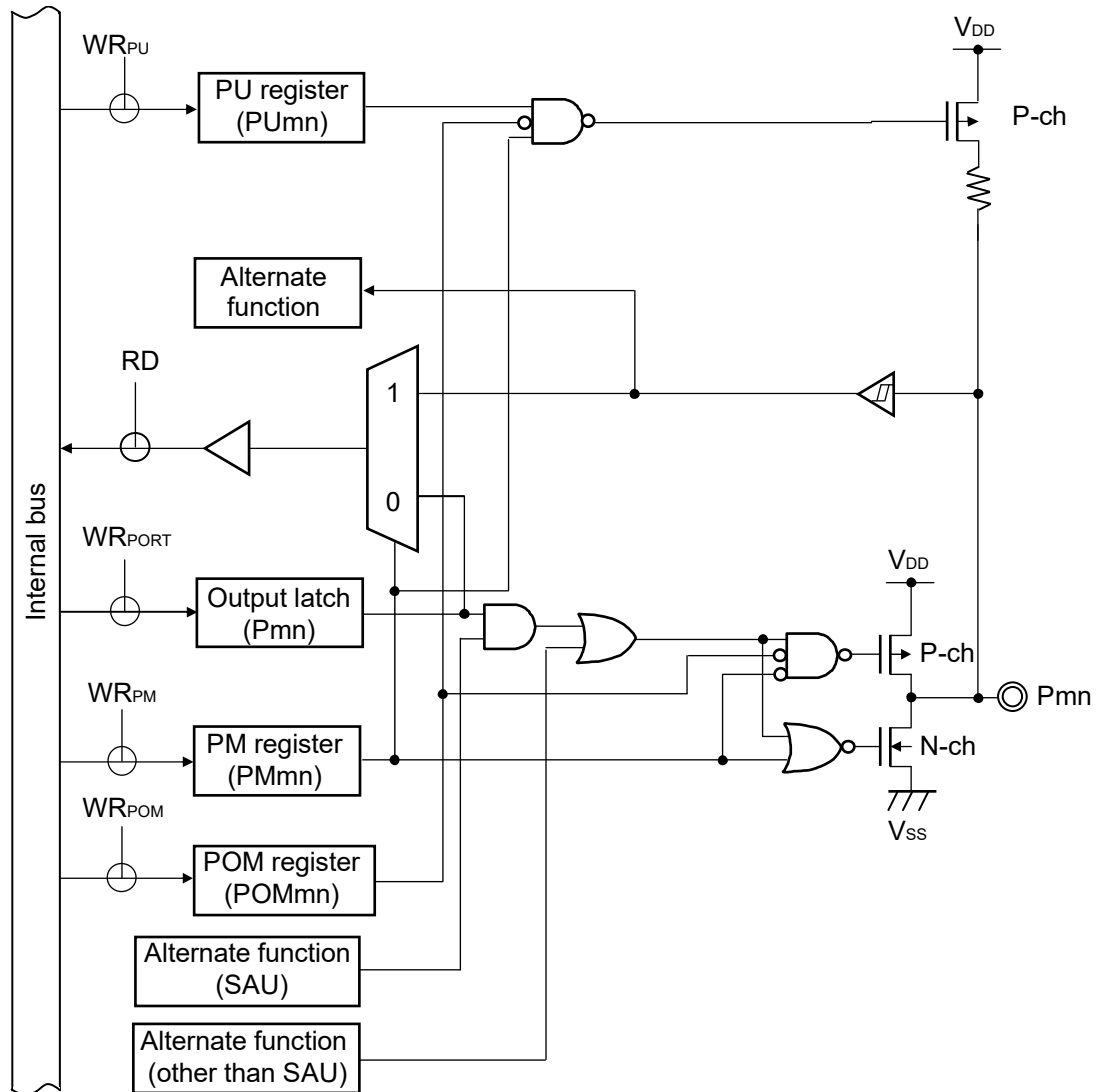 WRPU
PU register
(PUmn)
VDD
P-ch
Alternate
function
RD
1
0
Internal bus
WRPORT
Output latch
(Pmn)
VDD
P-ch
Pmn
WRPM
PM register
(PMmn)
N-ch
VSS
WRPOM
POM register
(POMmn)
Alternate function
(SAU)
Alternate function
(other than SAU)